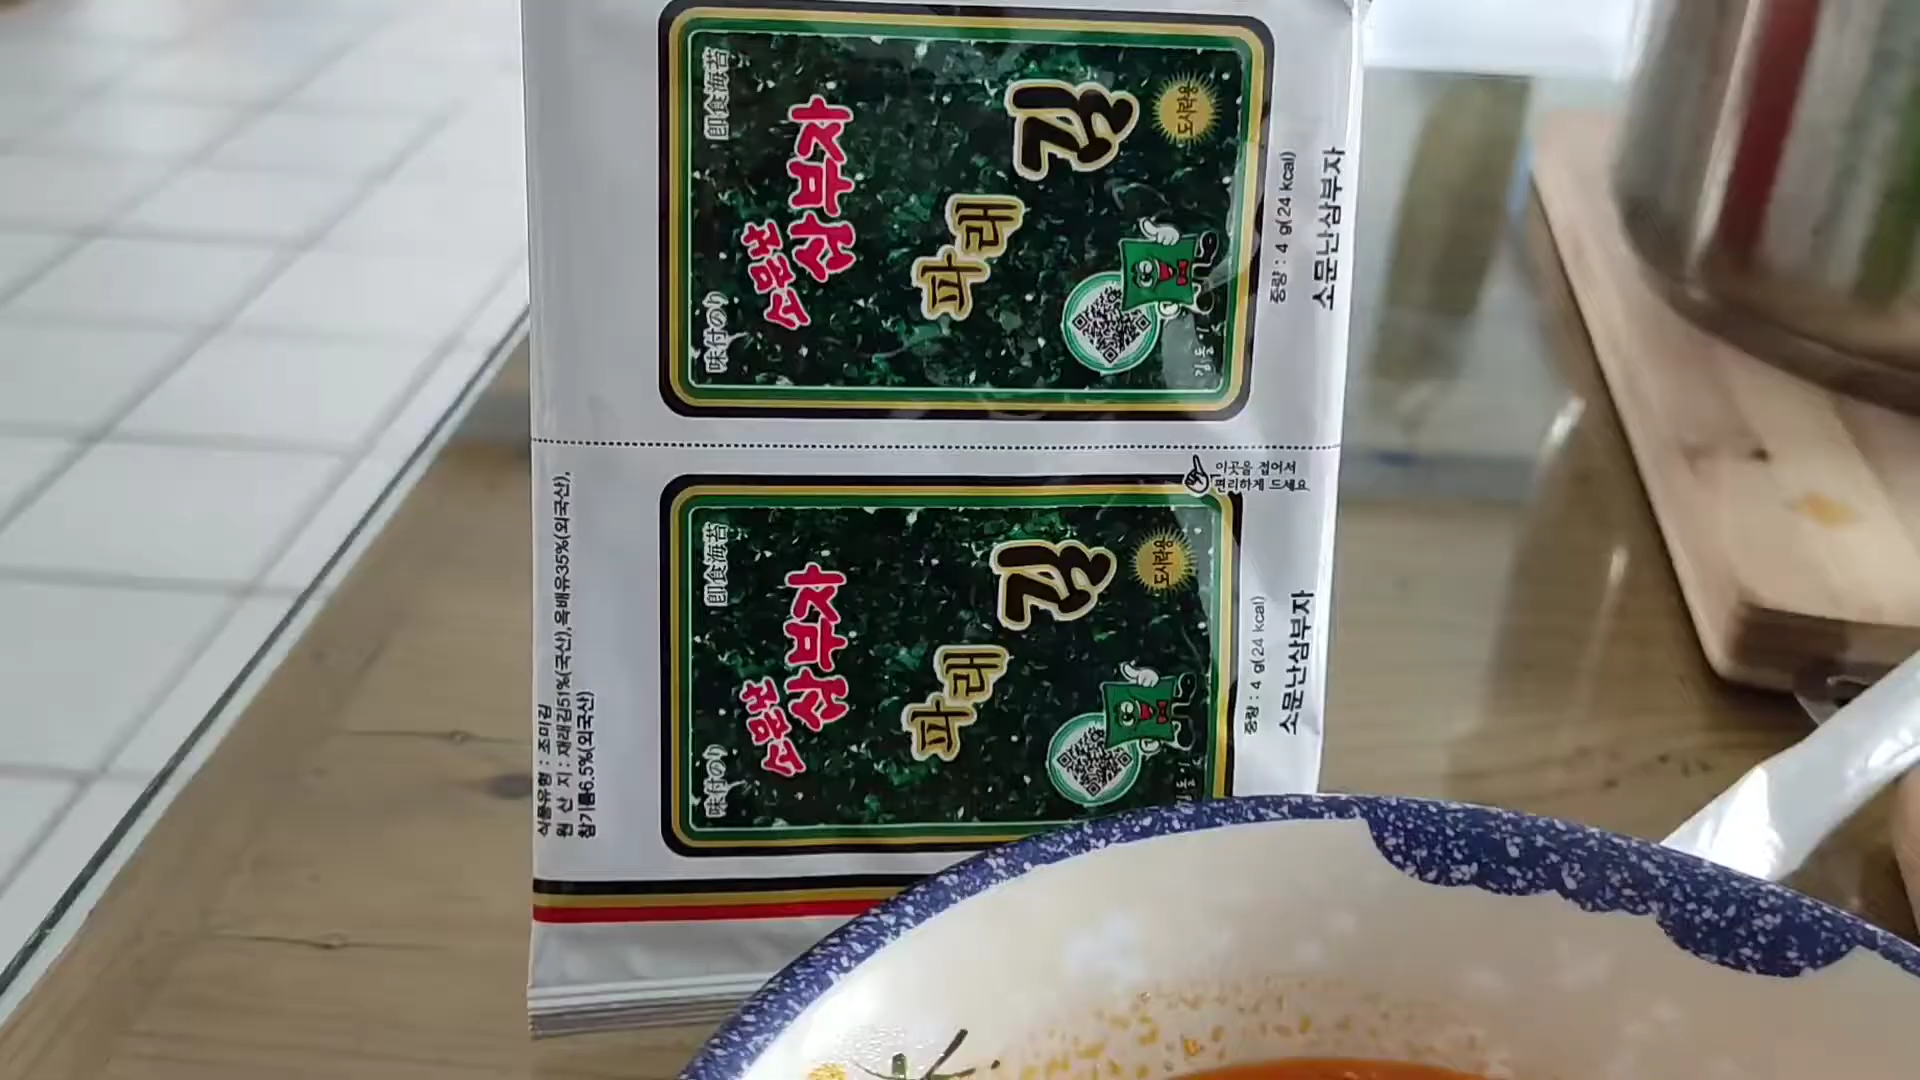 即食海苔
味付のり
소문난
삼부자
파래
김
도시락용
김돌이
중량 : 4 g(24 kcal)
소문난삼부자
이곳을 접어서
편리하게 드세요
即食海苔
味付のり
소문난
삼부자
파래
김
도시락용
중량 : 4 g(24 kcal)
소문난삼부자
식품유형 : 조미김
원 산 지 : 재래김51%(국산),옥배유35%(외국산),
참기름6.5%(외국산)